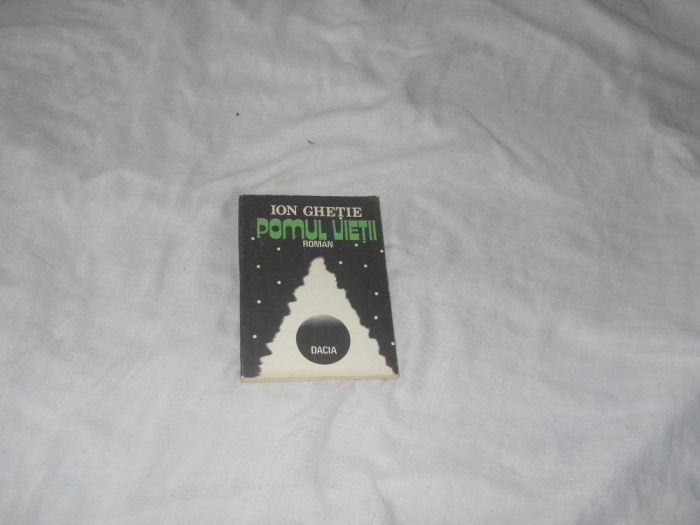 ION GHEȚIE
POMUL VIEȚII
ROMAN
DACIA